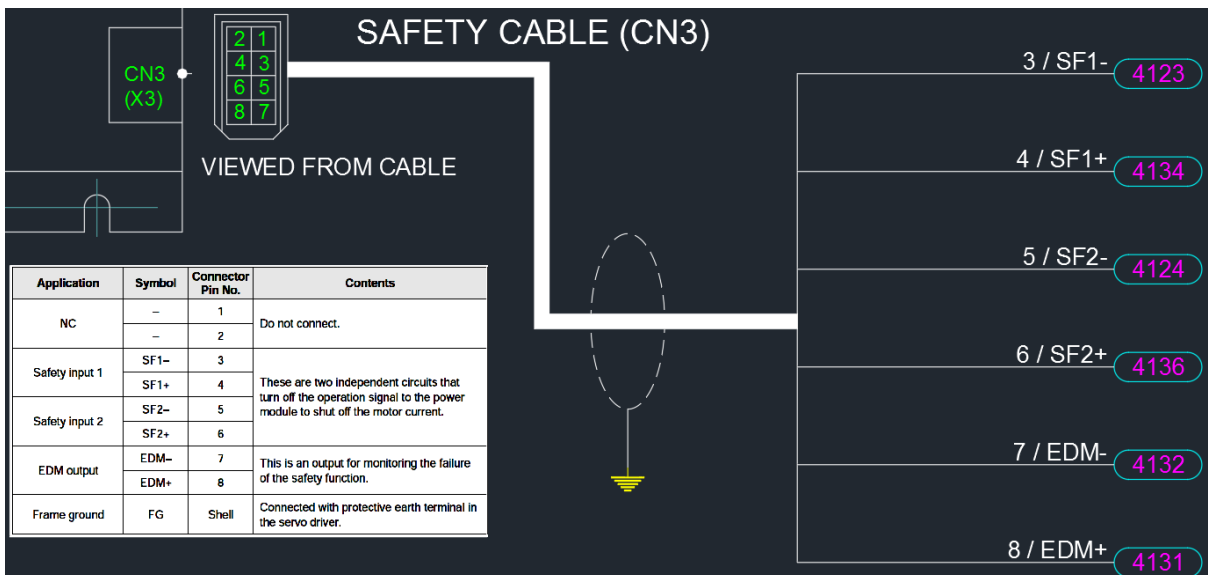 SAFETY CABLE (CN3)
2 1
4 3
6 5
8 7
CN3
(X3)
VIEWED FROM CABLE
3 / SF1-
4123
4 / SF1+
4134
5 / SF2-
4124
6 / SF2+
4136
7 / EDM-
4132
8 / EDM+
4131
Application Symbol Connector Pin No. Contents
NC – 1 Do not connect.
– 2
Safety input 1 SF1– 3
SF1+ 4
These are two independent circuits that
turn off the operation signal to the power
module to shut off the motor current.
Safety input 2 SF2– 5
SF2+ 6
EDM output EDM– 7
EDM+ 8
This is an output for monitoring the failure
of the safety function.
Frame ground FG Shell
Connected with protective earth terminal in
the servo driver.